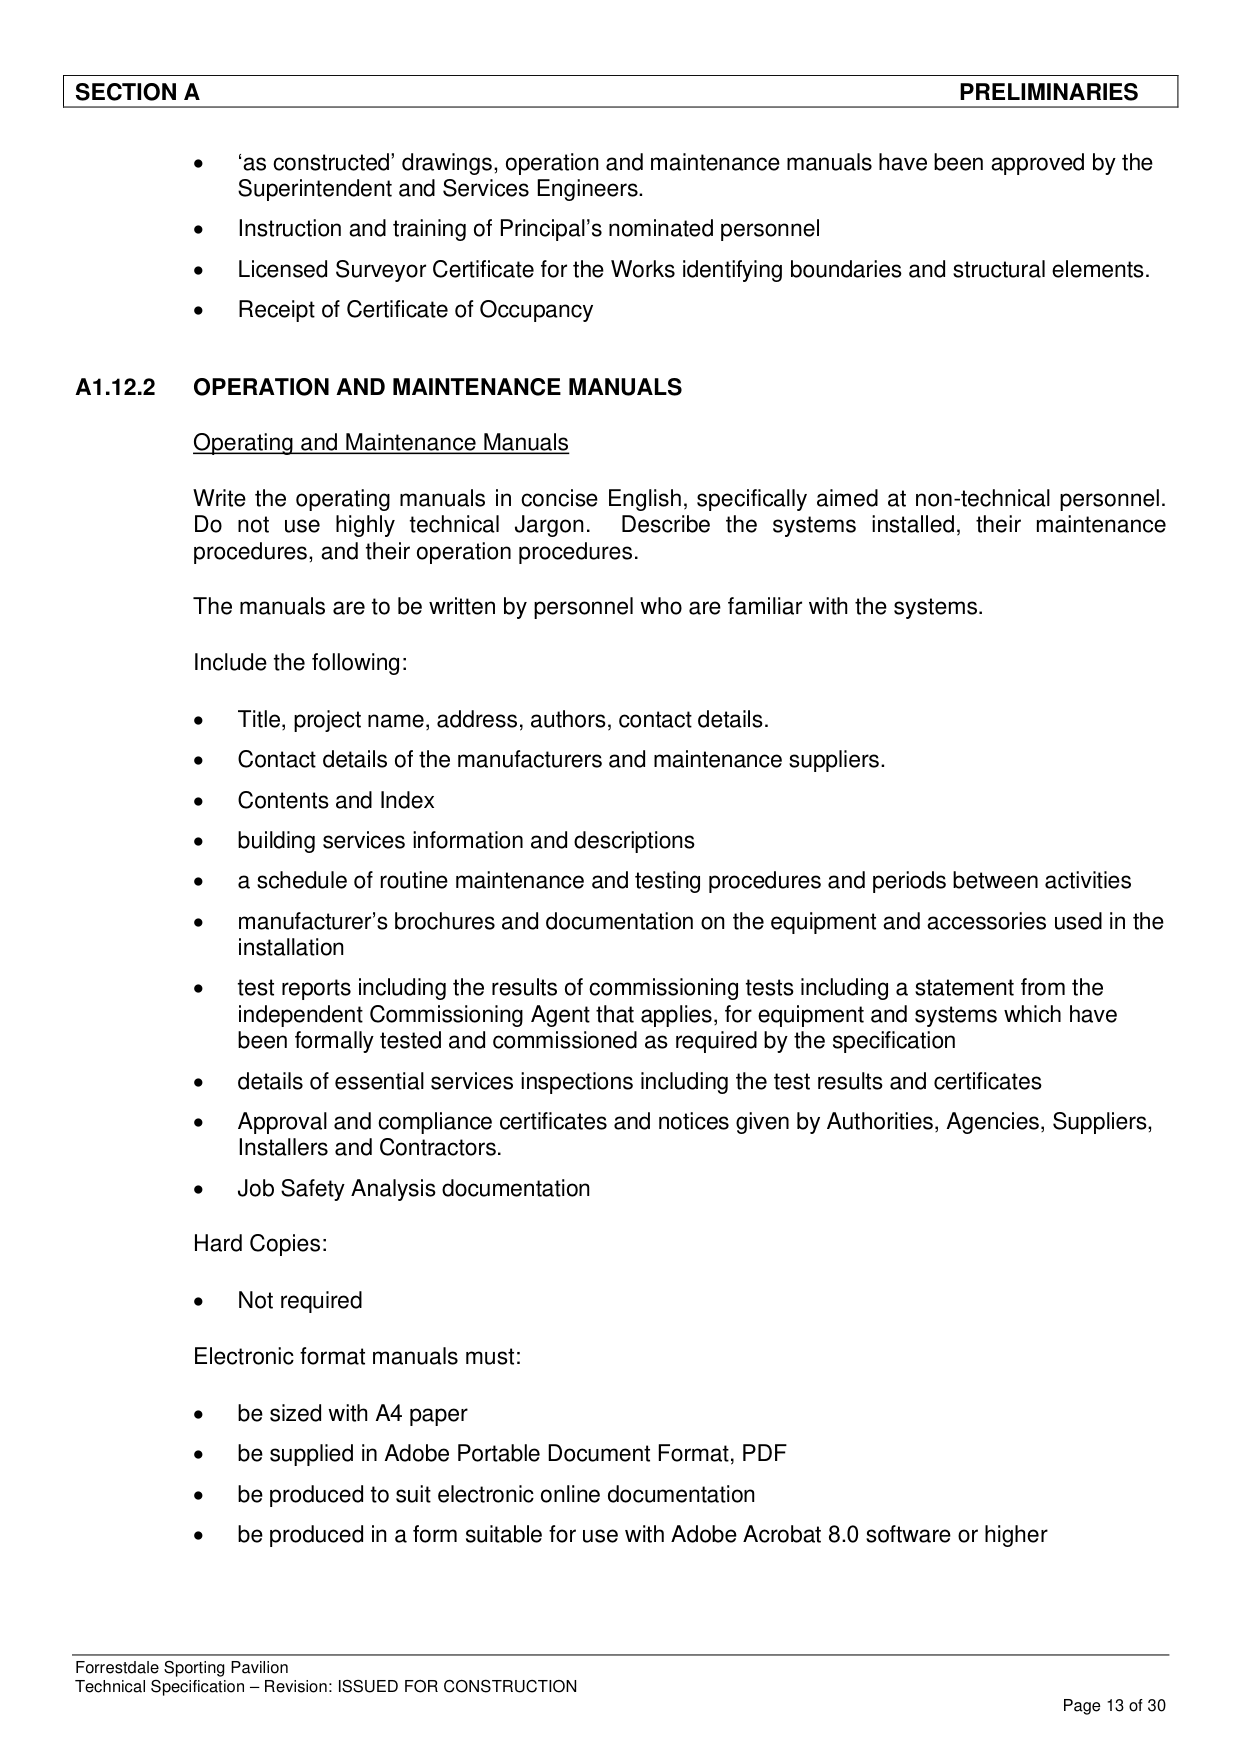 SECTION A PRELIMINARIES
• ‘as constructed’ drawings, operation and maintenance manuals have been approved by the
Superintendent and Services Engineers.
• Instruction and training of Principal’s nominated personnel
• Licensed Surveyor Certificate for the Works identifying boundaries and structural elements.
• Receipt of Certificate of Occupancy
A1.12.2 OPERATION AND MAINTENANCE MANUALS
Operating and Maintenance Manuals
Write the operating manuals in concise English, specifically aimed at non-technical personnel.
Do not use highly technical Jargon. Describe the systems installed, their maintenance
procedures, and their operation procedures.
The manuals are to be written by personnel who are familiar with the systems.
Include the following:
• Title, project name, address, authors, contact details.
• Contact details of the manufacturers and maintenance suppliers.
• Contents and Index
• building services information and descriptions
• a schedule of routine maintenance and testing procedures and periods between activities
• manufacturer’s brochures and documentation on the equipment and accessories used in the
installation
• test reports including the results of commissioning tests including a statement from the
independent Commissioning Agent that applies, for equipment and systems which have
been formally tested and commissioned as required by the specification
• details of essential services inspections including the test results and certificates
• Approval and compliance certificates and notices given by Authorities, Agencies, Suppliers,
Installers and Contractors.
• Job Safety Analysis documentation
Hard Copies:
• Not required
Electronic format manuals must:
• be sized with A4 paper
• be supplied in Adobe Portable Document Format, PDF
• be produced to suit electronic online documentation
• be produced in a form suitable for use with Adobe Acrobat 8.0 software or higher
Forrestdale Sporting Pavilion
Technical Specification – Revision: ISSUED FOR CONSTRUCTION
Page 13 of 30